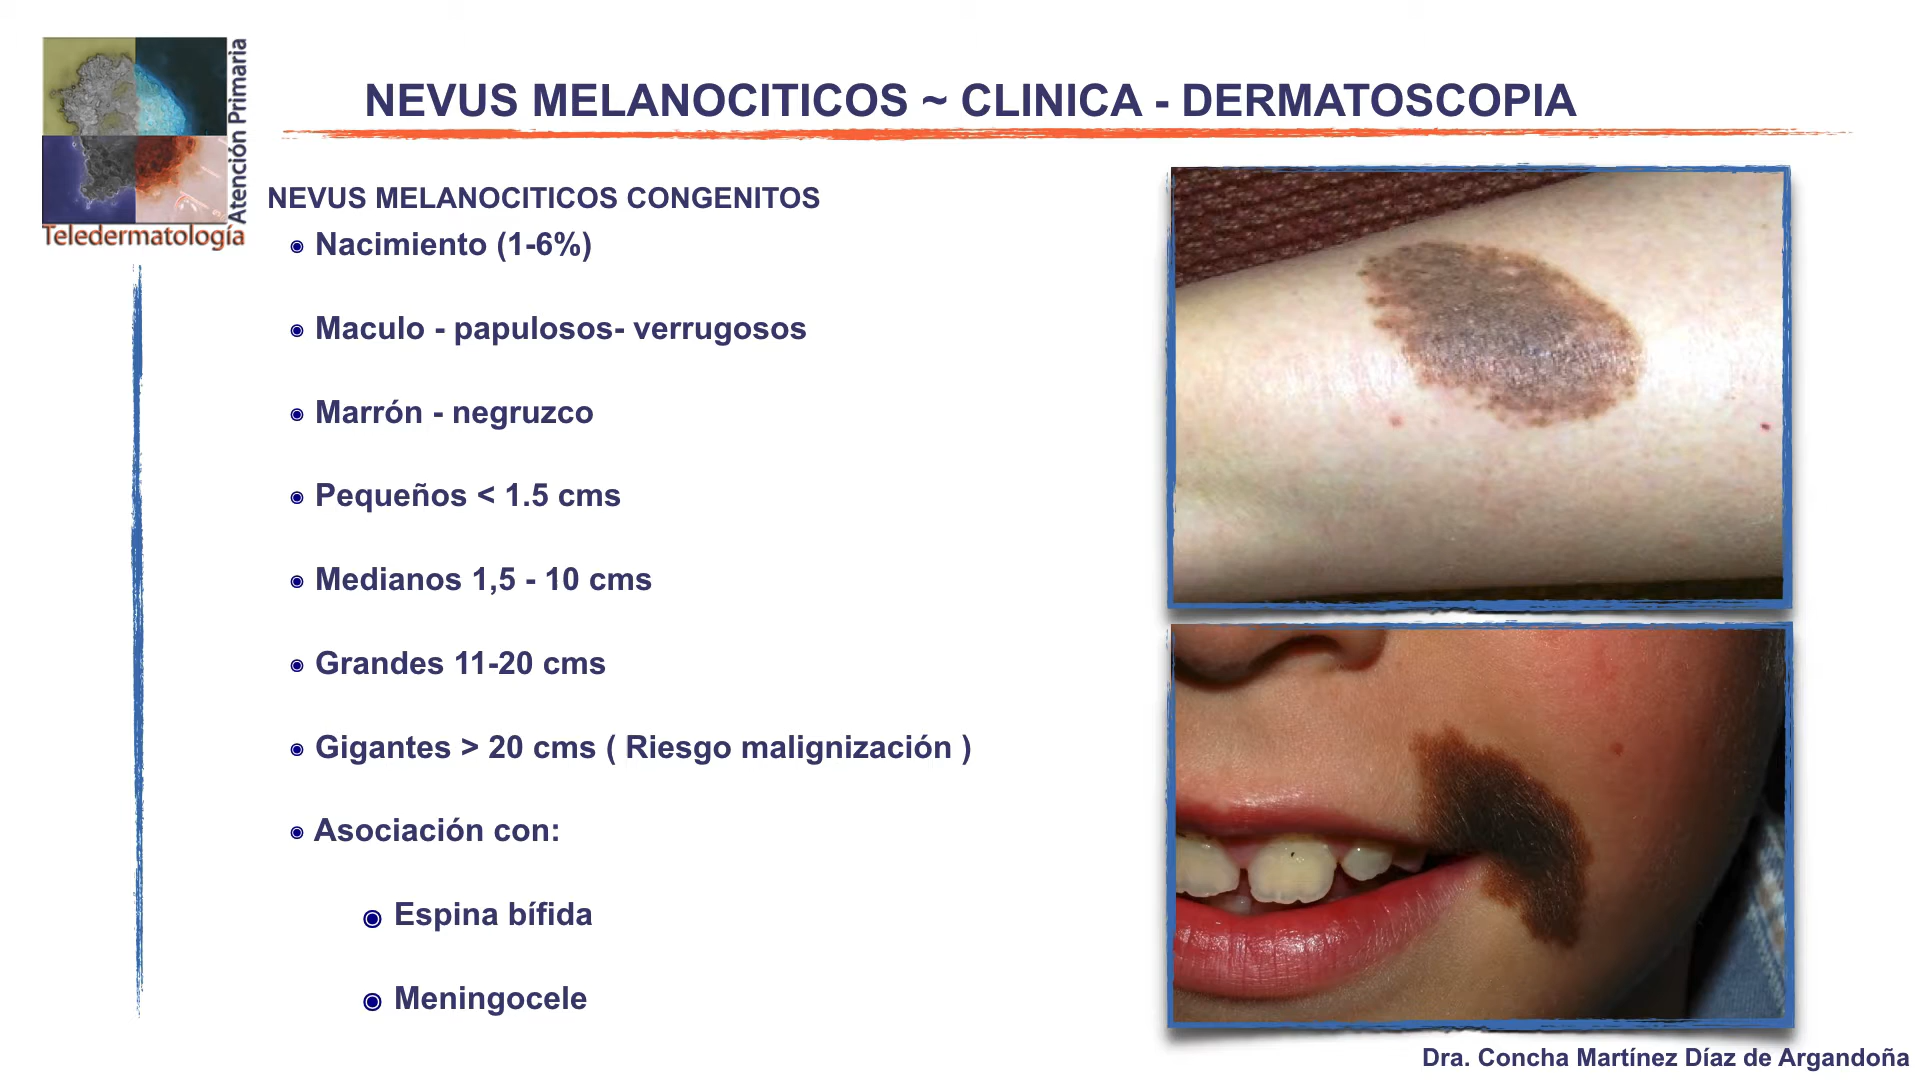 NEVUS MELANOCITICOS ~ CLINICA - DERMATOSCOPIA
Atención Primaria
Teledermatología
NEVUS MELANOCITICOS CONGENITOS
Nacimiento (1-6%)
Maculo - papulosos- verrugosos
Marrón - negruzco
Pequeños < 1.5 cms
Medianos 1,5 - 10 cms
Grandes 11-20 cms
Gigantes > 20 cms ( Riesgo malignización )
Asociación con:
Espina bífida
Meningocele
Dra. Concha Martínez Díaz de Argandoña